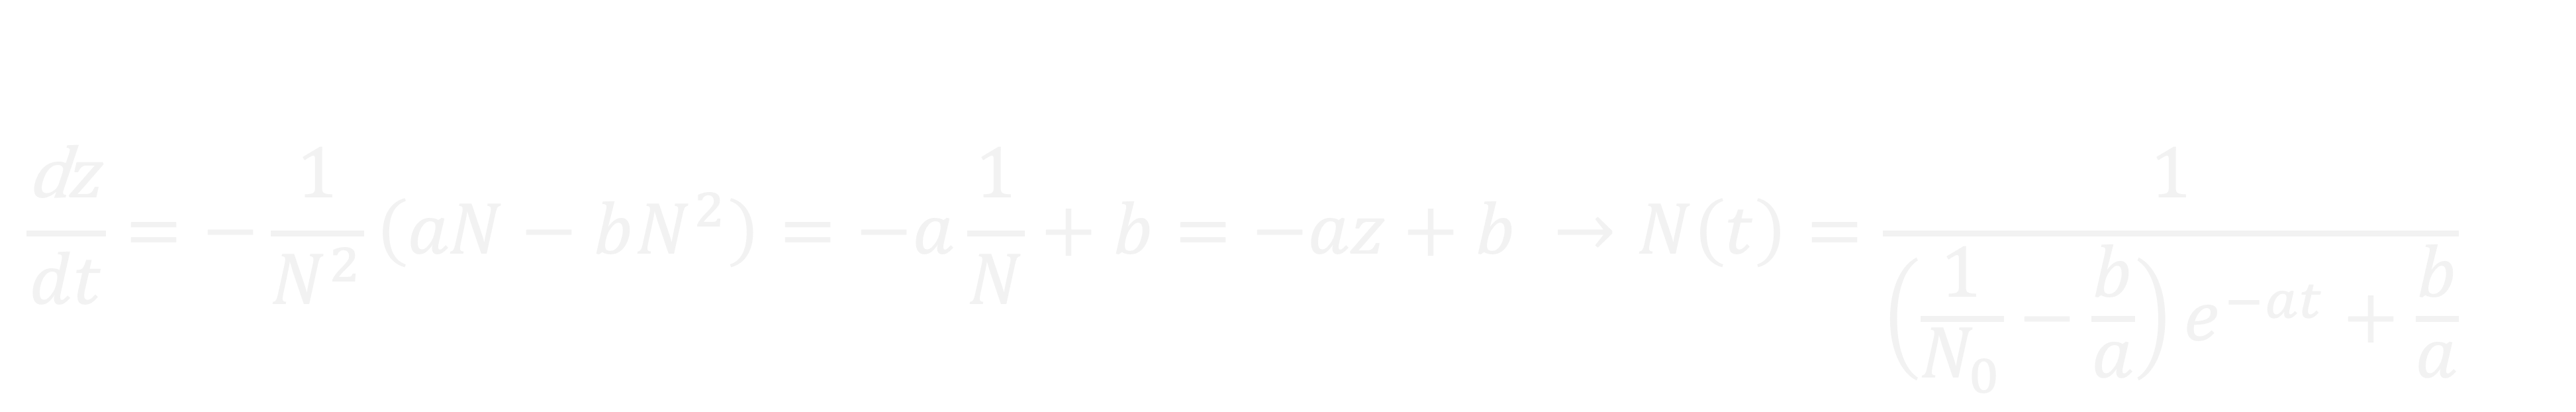 dz/dt = −1/N² (aN − bN²) = −a 1/N + b = −az + b → N(t) = 1/((1/N₀ − b/a) e^(−at) + b/a)